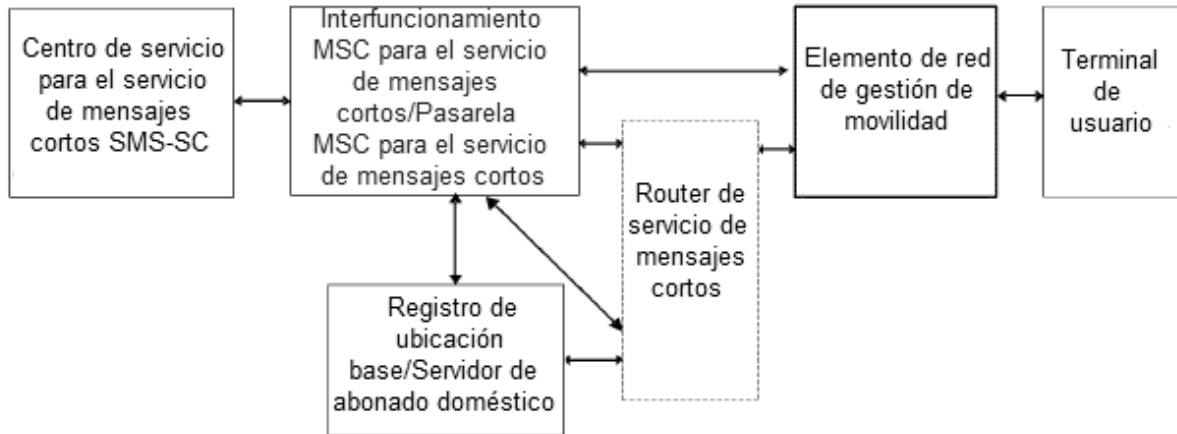 Centro de servicio
para el servicio
de mensajes
cortos SMS-SC
Interfuncionamiento
MSC para el servicio
de mensajes
cortos/Pasarela
MSC para el servicio
de mensajes cortos
Elemento de red
de gestión de
movilidad
Terminal
de
usuario
Router de
servicio de
mensajes
cortos
Registro de
ubicación
base/Servidor de
abonado doméstico